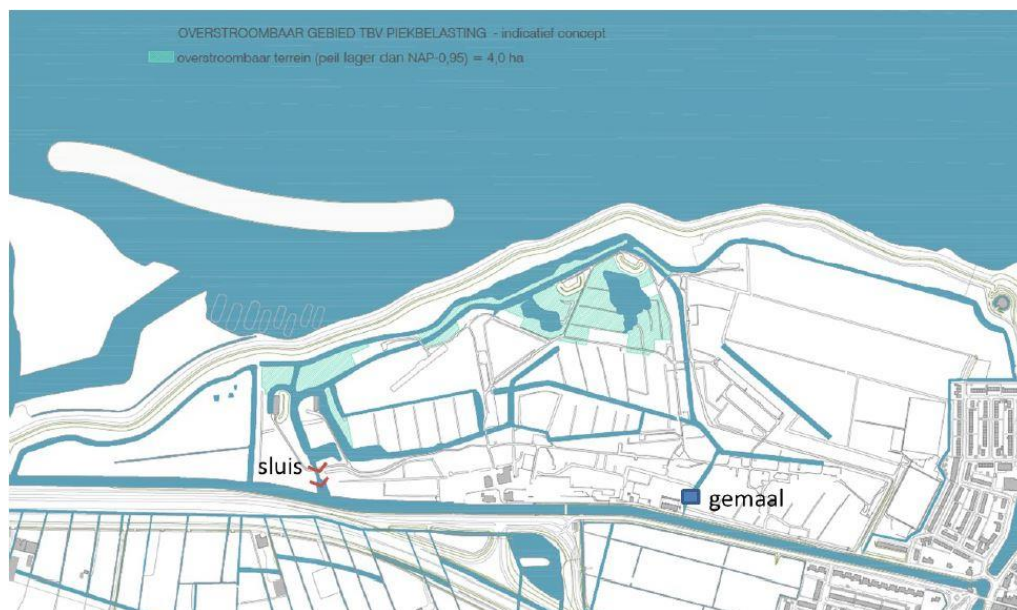 OVERSTROOMBAAR GEBIED TBV PIEKBELASTING - indicatief concept
overstroombaar terrein (peil lager dan NAP-0,95) = 4,0 ha
sluis
gemaal